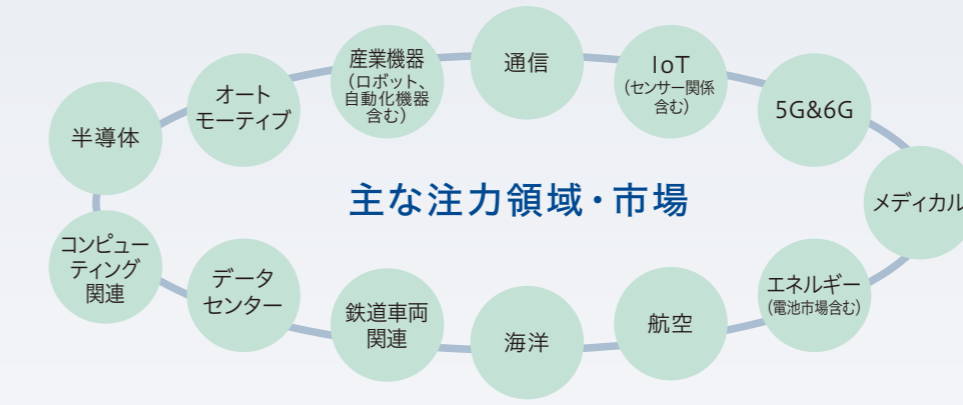 主な注力領域・市場
半導体
オート
モーティブ
産業機器
(ロボット、
自動化機器
含む)
通信
IoT
(センサー関係
含む)
5G&6G
メディカル
エネルギー
(電池市場含む)
航空
海洋
鉄道車両
関連
データ
センター
コンピュー
ティング
関連